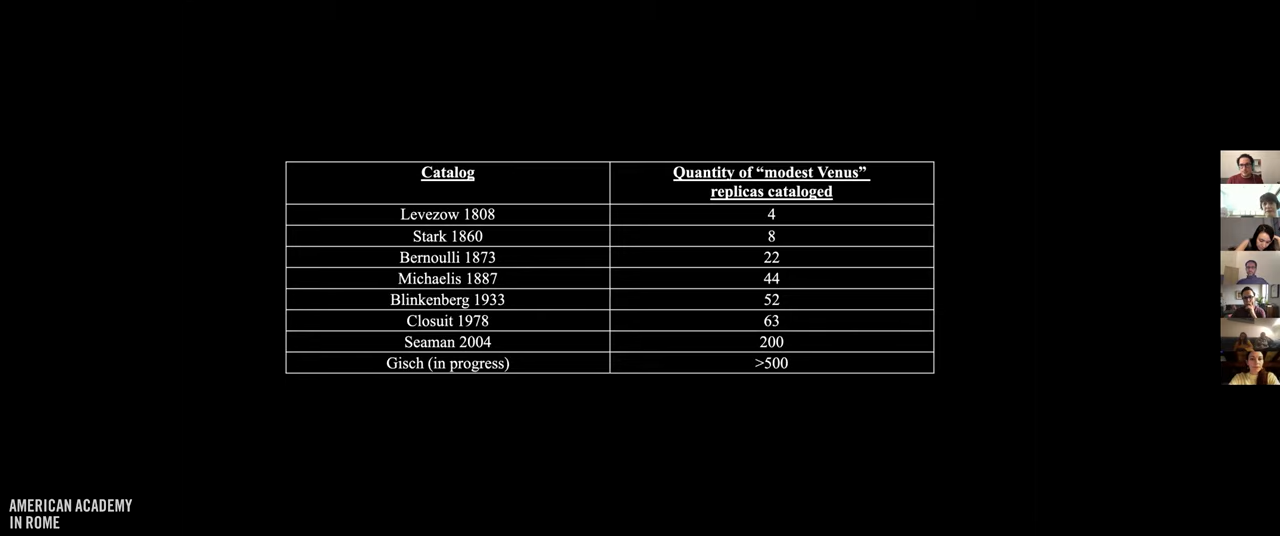 Catalog
Quantity of “modest Venus”
replicas cataloged
Levezow 1808 4
Stark 1860 8
Bernoulli 1873 22
Michaelis 1887 44
Blinkenberg 1933 52
Closuit 1978 63
Seaman 2004 200
Gisch (in progress) >500
AMERICAN ACADEMY
IN ROME